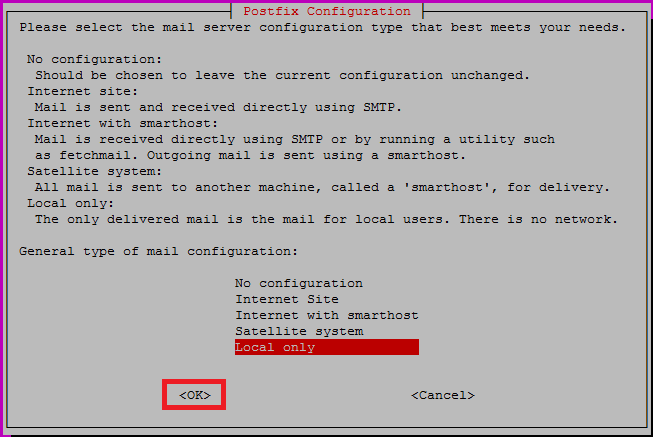 Postfix Configuration
Please select the mail server configuration type that best meets your needs.
No configuration:
Should be chosen to leave the current configuration unchanged.
Internet site:
Mail is sent and received directly using SMTP.
Internet with smarthost:
Mail is received directly using SMTP or by running a utility such
as fetchmail. Outgoing mail is sent using a smarthost.
Satellite system:
All mail is sent to another machine, called a 'smarthost', for delivery.
Local only:
The only delivered mail is the mail for local users. There is no network.
General type of mail configuration:
No configuration
Internet Site
Internet with smarthost
Satellite system
Local only
<OK> <Cancel>